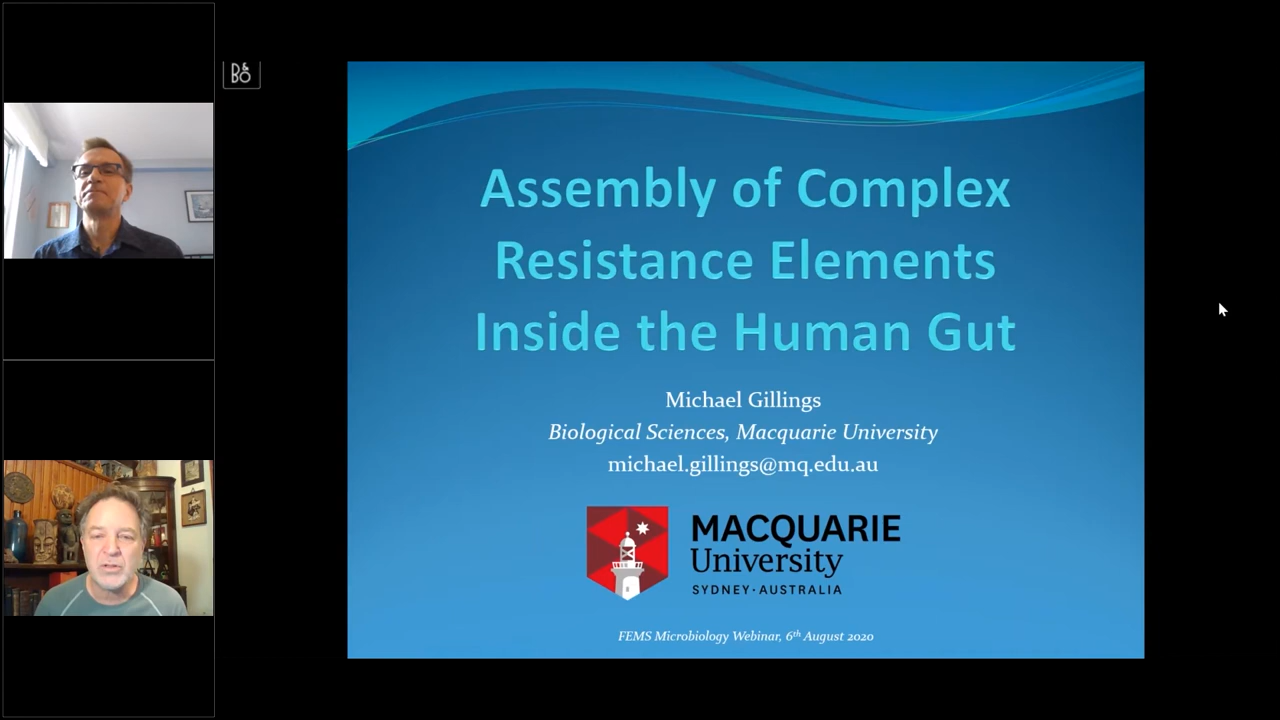 B&O
Assembly of Complex
Resistance Elements
Inside the Human Gut
Michael Gillings
Biological Sciences, Macquarie University
michael.gillings@mq.edu.au
MACQUARIE
University
SYDNEY·AUSTRALIA
FEMS Microbiology Webinar, 6th August 2020